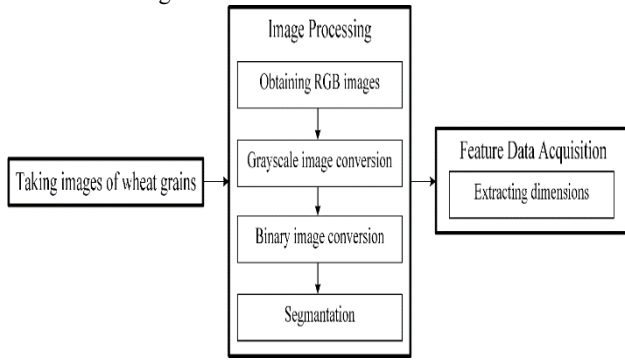 Image Processing
Obtaining RGB images
Grayscale image conversion
Binary image conversion
Segmantation
Taking images of wheat grains
Feature Data Acquisition
Extracting dimensions